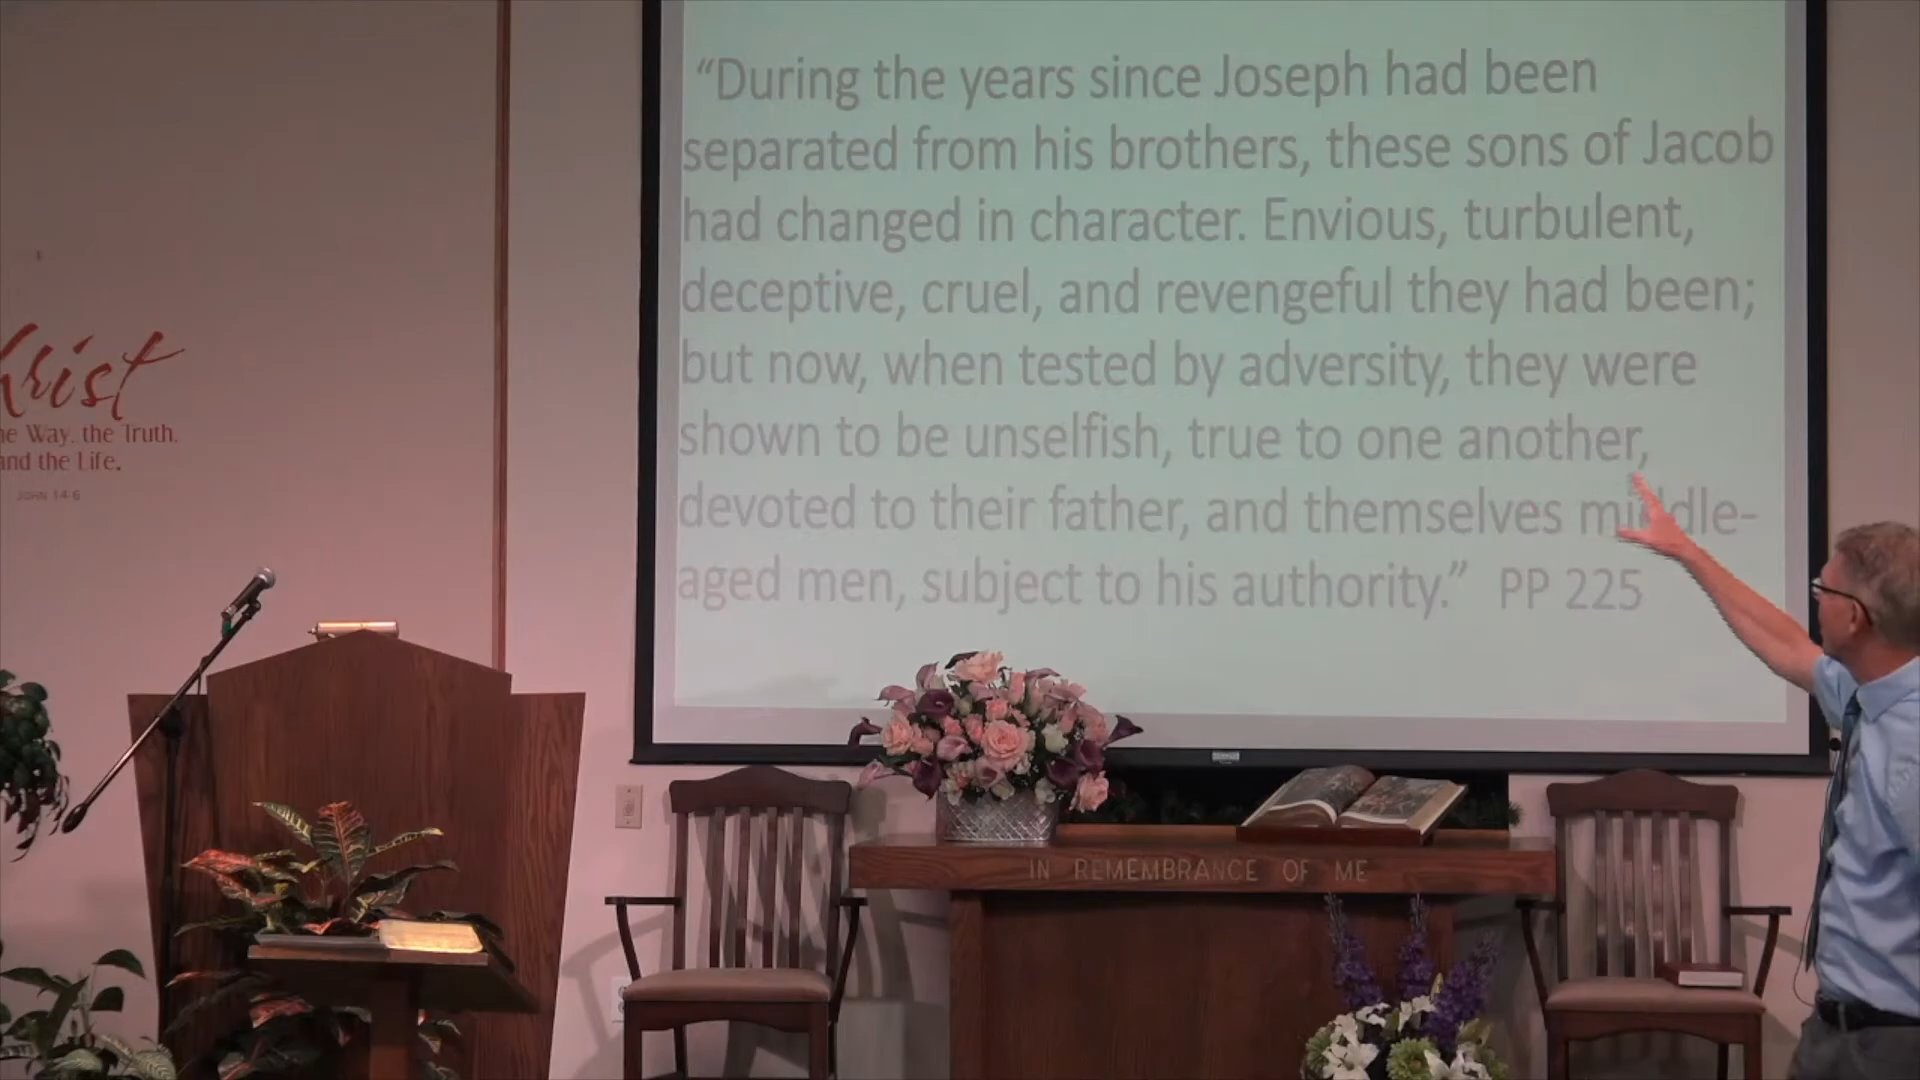 “During the years since Joseph had been
separated from his brothers, these sons of Jacob
had changed in character. Envious, turbulent,
deceptive, cruel, and revengeful they had been;
but now, when tested by adversity, they were
shown to be unselfish, true to one another,
devoted to their father, and themselves middle-
aged men, subject to his authority.” PP 225
Way, the Truth,
and the Life.
JOHN 14:6
IN REMEMBRANCE OF ME